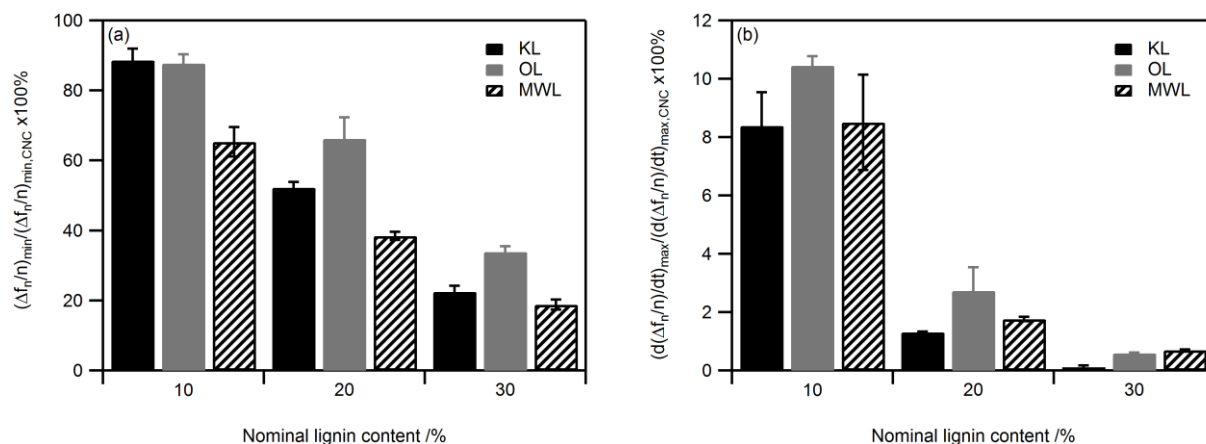 (a)
KL
OL
MWL
100
80
60
40
20
0
10
20
30
Nominal lignin content /%
(Δfₙ/n)ₘᵢₙ/(Δfₙ/n)ₘᵢₙ,CNC x100%
(b)
KL
OL
MWL
12
10
8
6
4
2
0
10
20
30
Nominal lignin content /%
(d(Δfₙ/n)/dt)ₘₐₓ/(d(Δfₙ/n)/dt)ₘₐₓ,CNC x100%